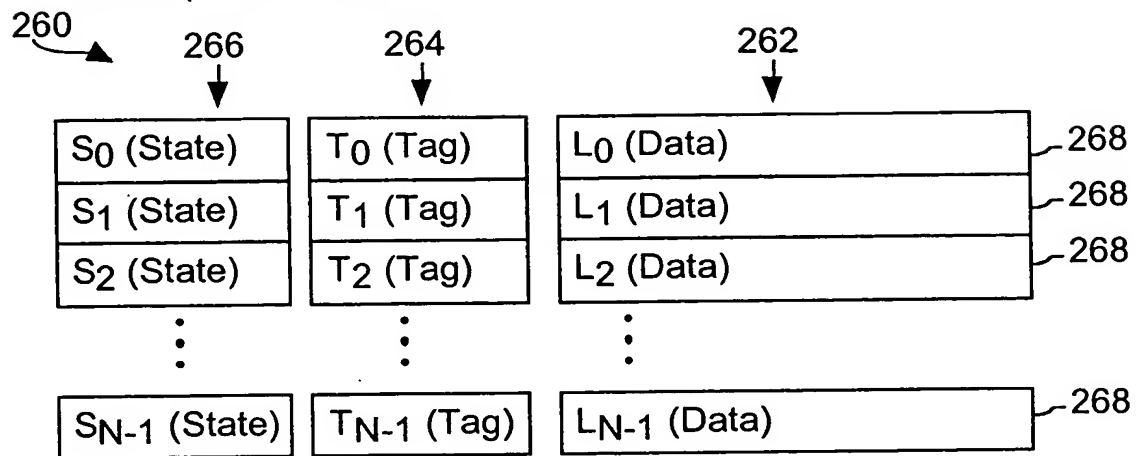 260
266 264 262
S0 (State) T0 (Tag) L0 (Data) 268
S1 (State) T1 (Tag) L1 (Data) 268
S2 (State) T2 (Tag) L2 (Data) 268
SN-1 (State) TN-1 (Tag) LN-1 (Data) 268